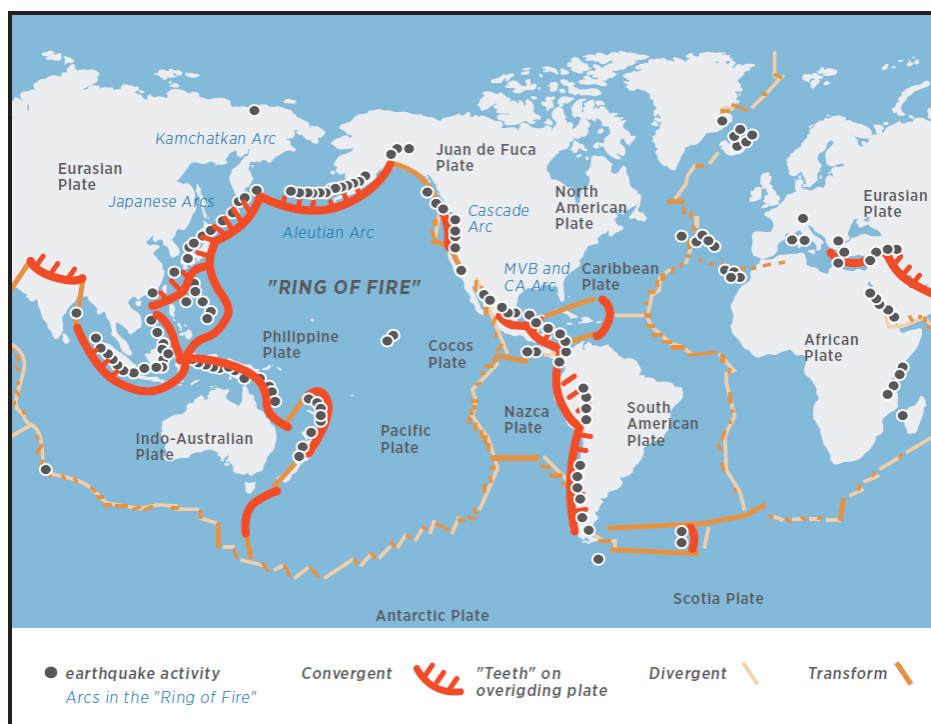 Kamchatkan Arc
Eurasian
Plate
Juan de Fuca
Plate
Japanese Arcs
Aleutian Arc
Cascade
Arc
North
American
Plate
Eurasian
Plate
"RING OF FIRE"
MVB and
CA Arc
Caribbean
Plate
Philippine
Plate
Cocos
Plate
African
Plate
Indo-Australian
Plate
Pacific
Plate
Nazca
Plate
South
American
Plate
Scotia Plate
Antarctic Plate
earthquake activity
Arcs in the "Ring of Fire"
Convergent
"Teeth" on
overigding plate
Divergent
Transform